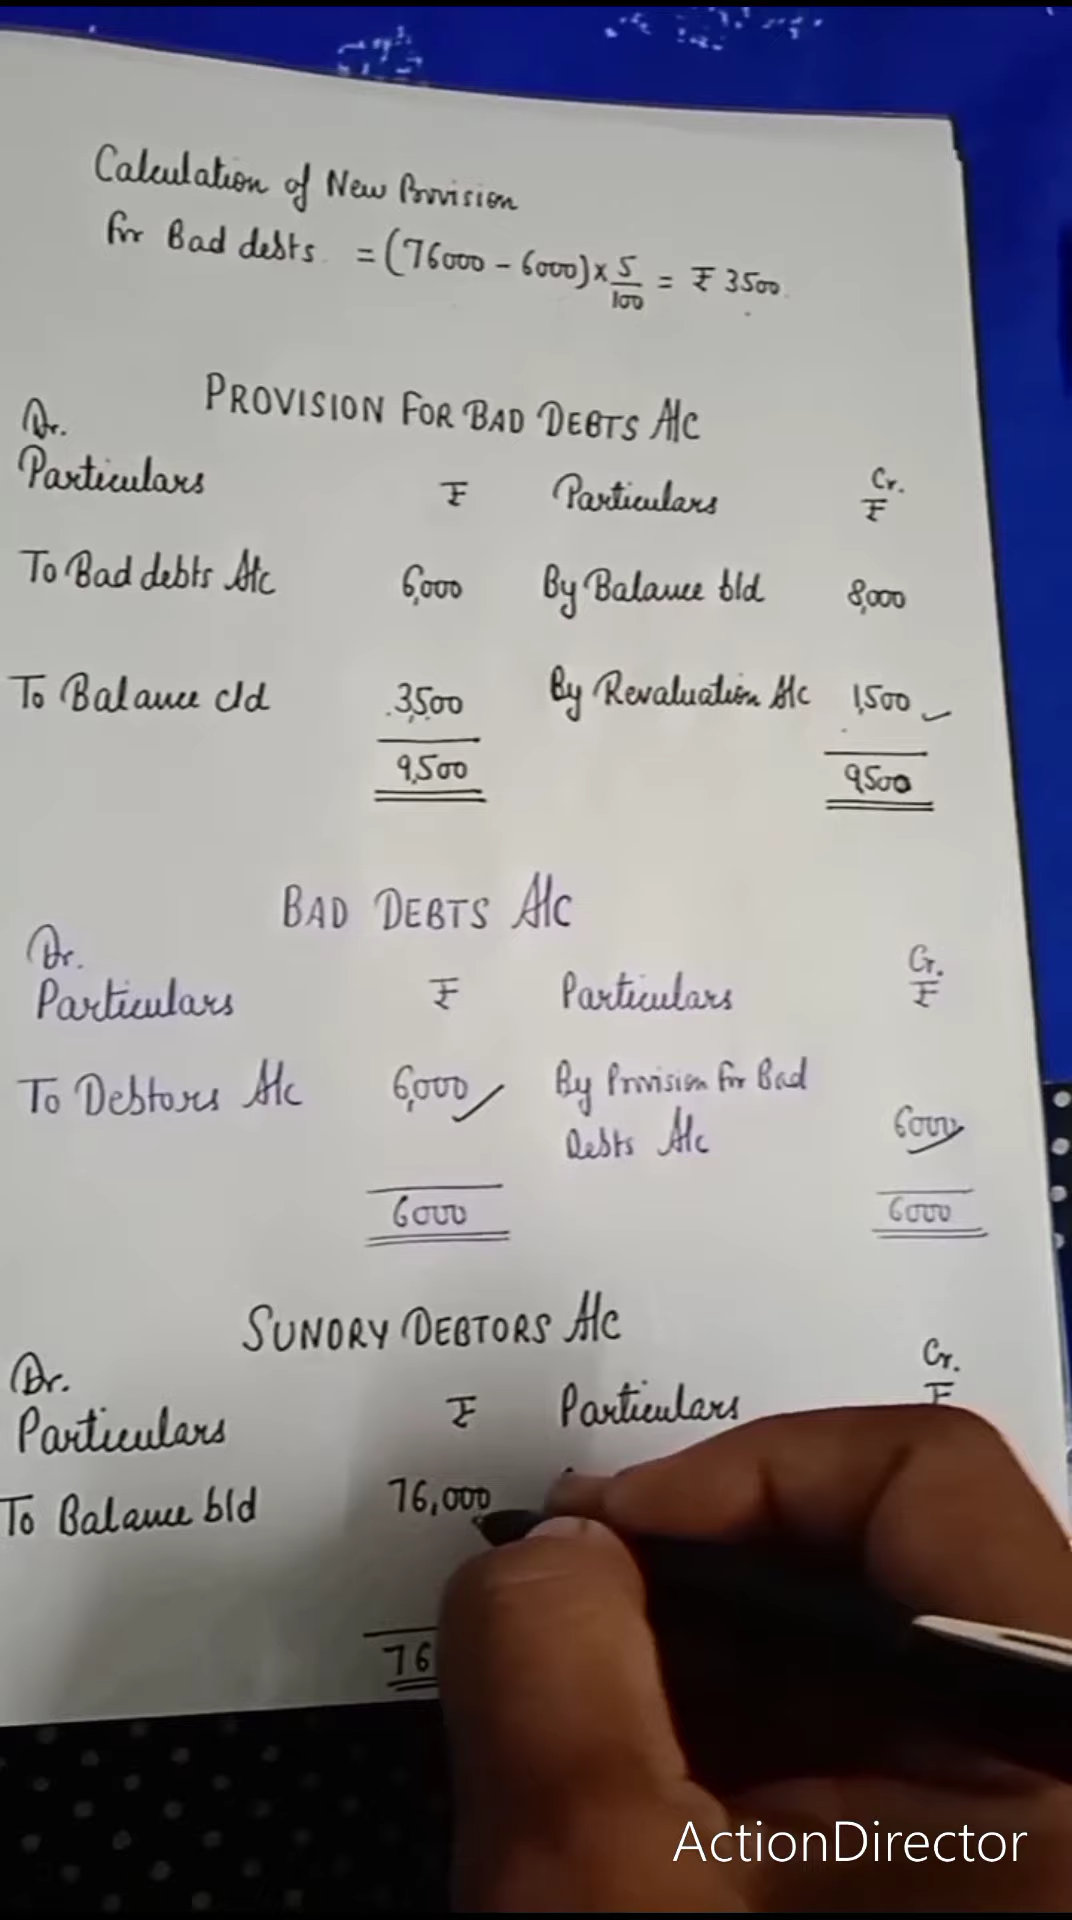 Calculation of New Provision
for Bad debts = (76000 - 6000) x 5/100 = ₹ 3500.
PROVISION FOR BAD DEBTS A/c
Dr.
Cr.
Particulars ₹ Particulars ₹
To Bad debts A/c 6,000 By Balance b/d 8,000
To Balance c/d 3,500 By Revaluation A/c 1,500
9,500 9,500
BAD DEBTS A/c
Dr. Cr.
Particulars ₹ Particulars ₹
To Debtors A/c 6,000 By Provision for Bad
Debts A/c 6000
6000 6000
SUNDRY DEBTORS A/c
Dr. Cr.
Particulars ₹ Particulars ₹
To Balance b/d 76,000
76
ActionDirector